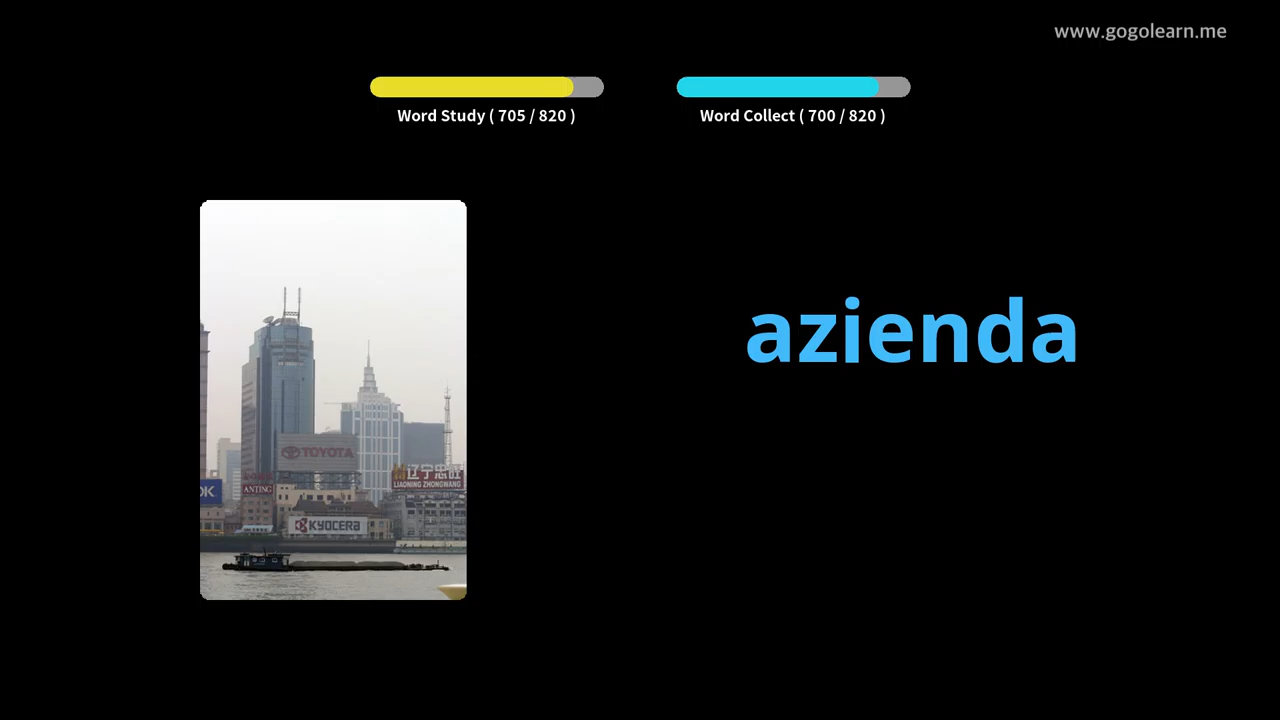 www.gogolearn.me
Word Study ( 705 / 820 )
Word Collect ( 700 / 820 )
azienda
TOYOTA
辽宁忠旺
LIAONING ZHONGWANG
OK
ANTING
KYOCERA